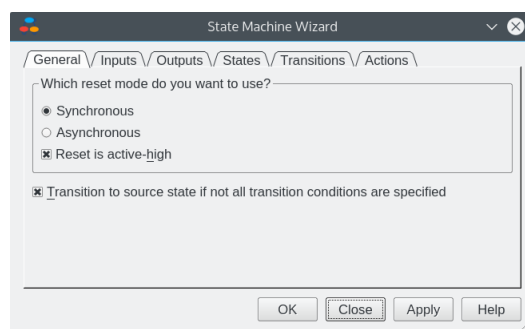 State Machine Wizard
General Inputs Outputs States Transitions Actions
Which reset mode do you want to use?
Synchronous
Asynchronous
Reset is active-high
Transition to source state if not all transition conditions are specified
OK Close Apply Help